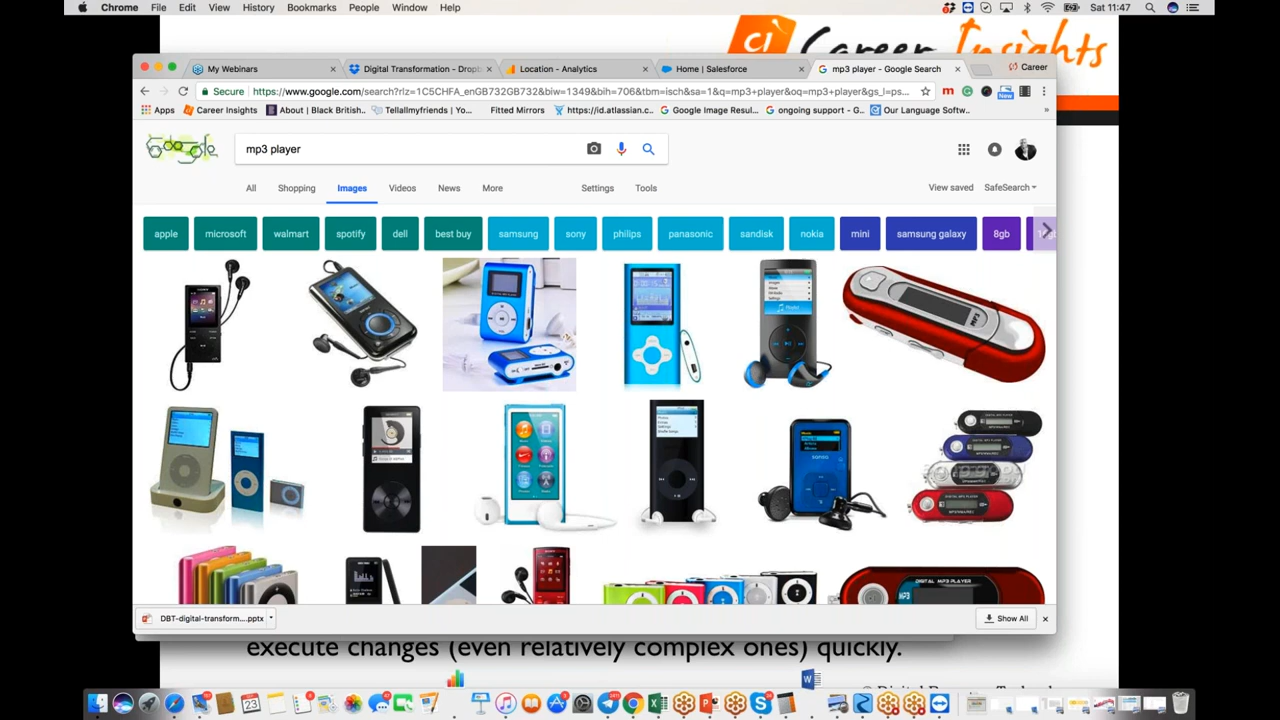 Chrome File Edit View History Bookmarks People Window Help Sat 11:47
Career Insights
My Webinars Digital Transformation - Dropb Location - Analytics Home | Salesforce mp3 player - Google Search Career
Secure https://www.google.com/search?rlz=1C5CHFA_enGB732GB732&biw=1349&bih=706&tbm=isch&sa=1&q=mp3+player&oq=mp3+player&gs_l=ps...
New
Apps Career Insights About | Black British... Tellallmyfriends | Yo... Fitted Mirrors https://id.atlassian.c... Google Image Resul... ongoing support - G... Our Language Softw... »
mp3 player
All Shopping Images Videos News More Settings Tools View saved SafeSearch
apple microsoft walmart spotify dell best buy samsung sony philips panasonic sandisk nokia mini samsung galaxy 8gb
MP3
DIGITAL MP3 PLAYER
MP3
DBT-digital-transform....pptx Show All
execute changes (even relatively complex ones) quickly.